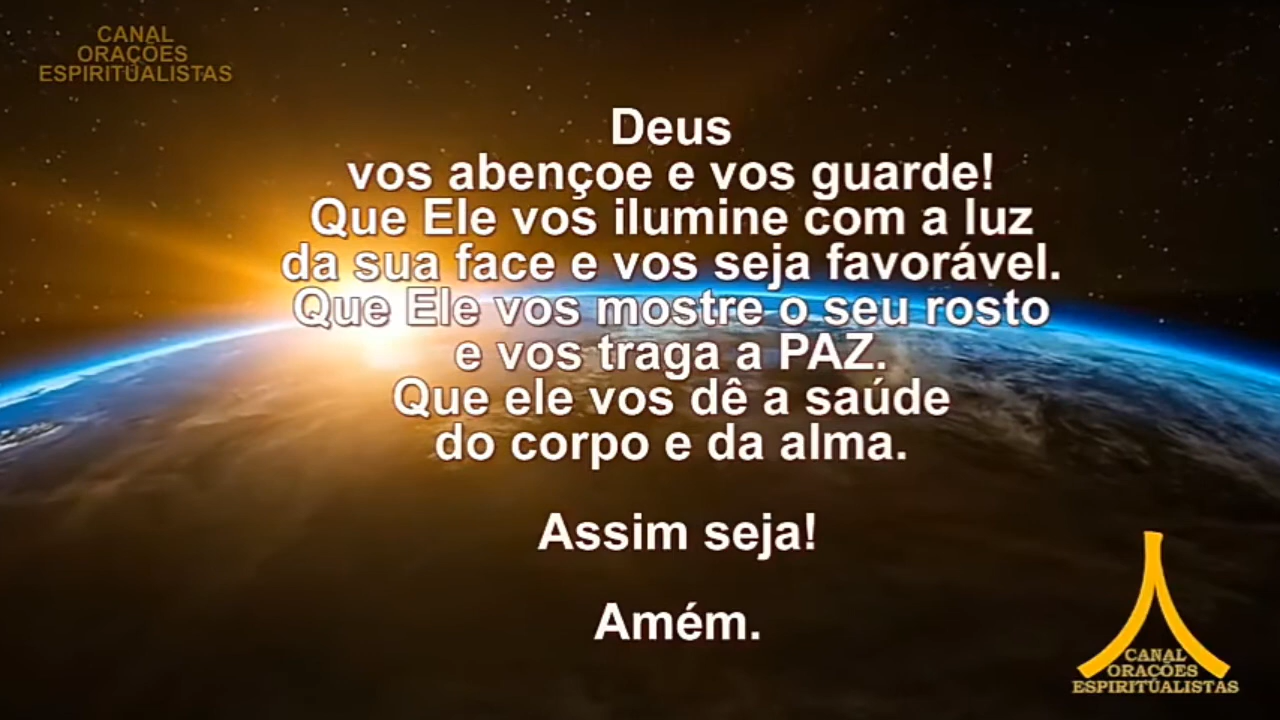 CANAL
ORAÇÕES
ESPIRITUALISTAS
Deus
vos abençoe e vos guarde!
Que Ele vos ilumine com a luz
da sua face e vos seja favorável.
Que Ele vos mostre o seu rosto
e vos traga a PAZ.
Que ele vos dê a saúde
do corpo e da alma.
Assim seja!
Amém.
CANAL
ORAÇÕES
ESPIRITUALISTAS